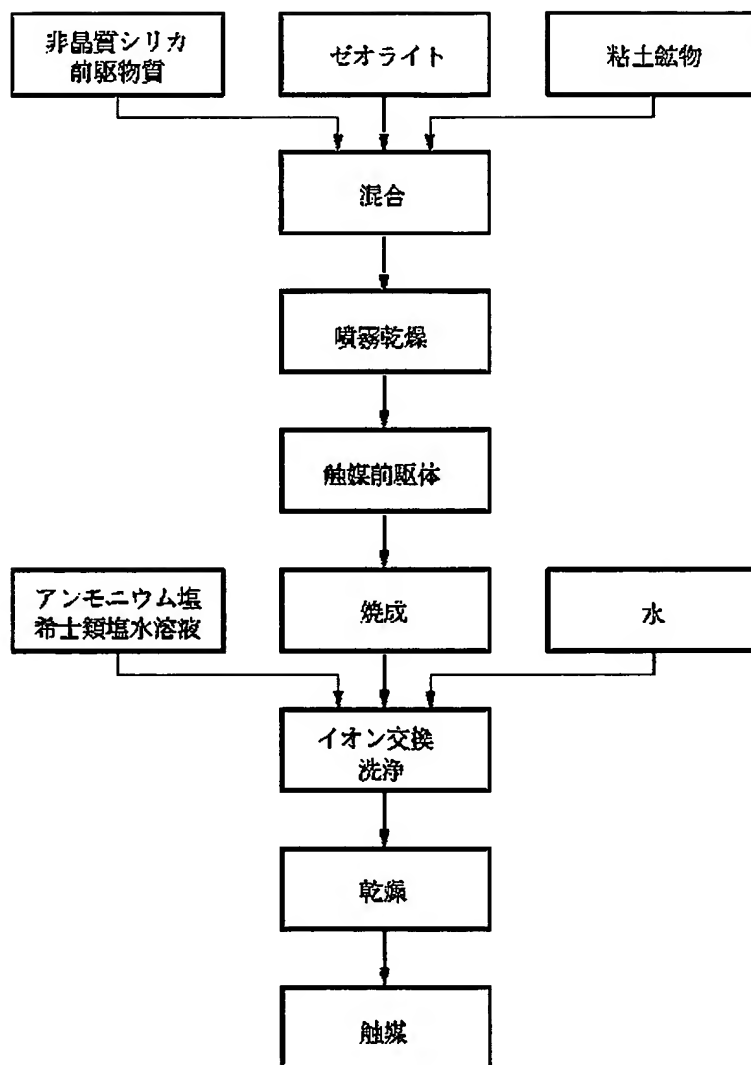 非晶質シリカ
前駆物質
ゼオライト
粘土鉱物
混合
噴霧乾燥
触媒前駆体
アンモニウム塩
希土類塩水溶液
焼成
水
イオン交換
洗浄
乾燥
触媒